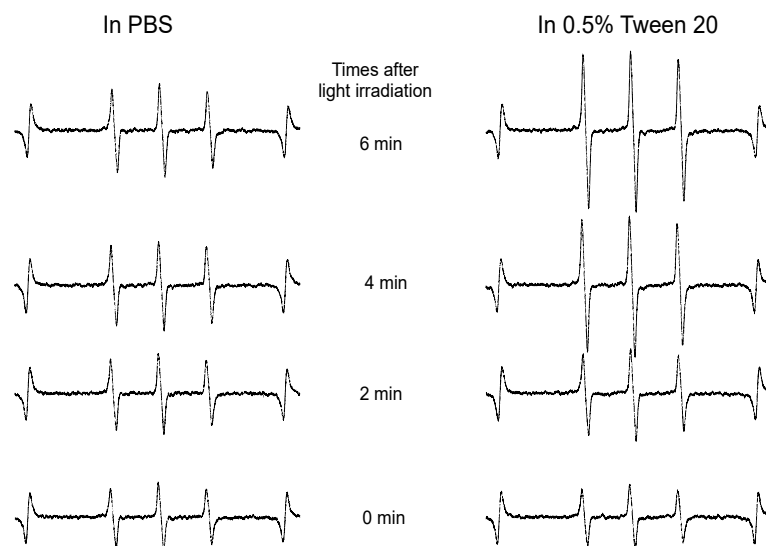 In PBS
In 0.5% Tween 20
Times after
light irradiation
6 min
4 min
2 min
0 min